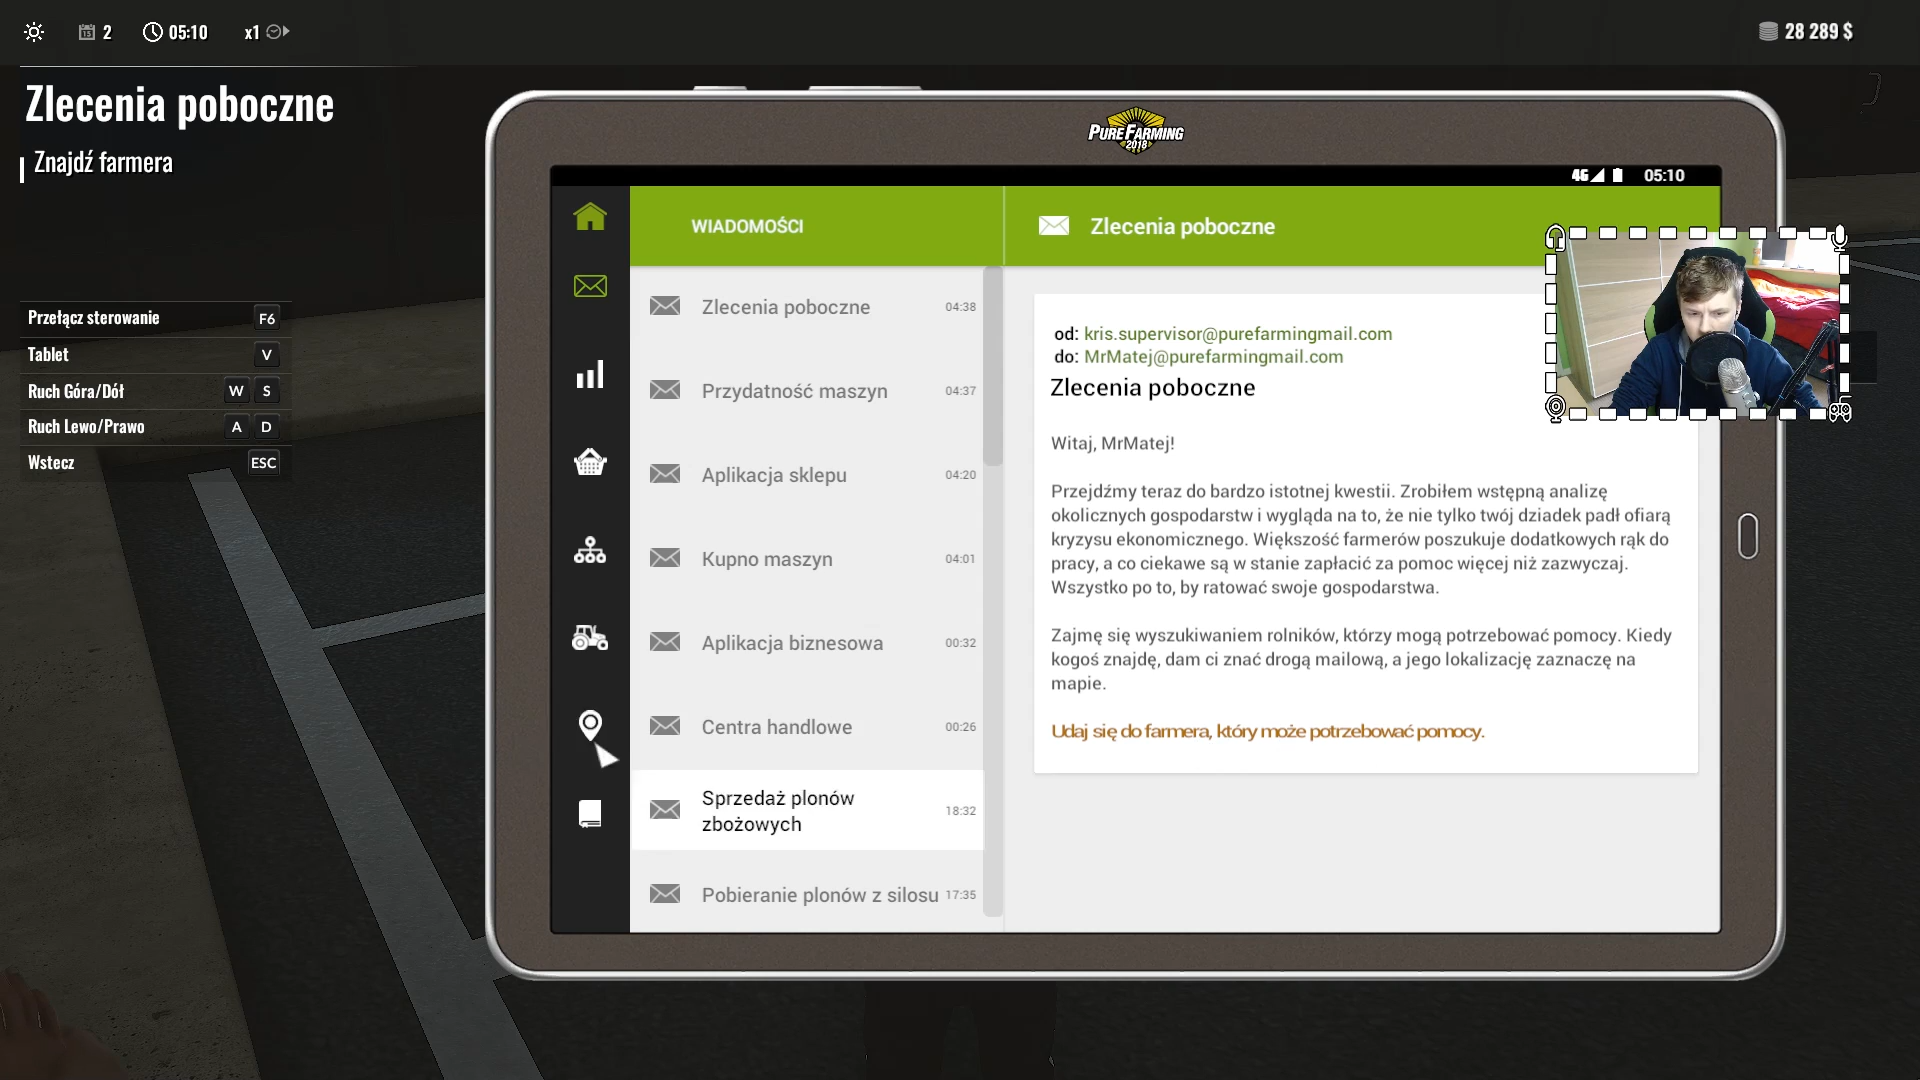 2
05:10
x1
28 289 $
Zlecenia poboczne
Znajdź farmera
Przełącz sterowanie F6
Tablet V
Ruch Góra/Dół W S
Ruch Lewo/Prawo A D
Wstecz ESC
PURE FARMING
2018
4G 05:10
WIADOMOŚCI
Zlecenia poboczne
Zlecenia poboczne 04:38
Przydatność maszyn 04:37
Aplikacja sklepu 04:20
Kupno maszyn 04:01
Aplikacja biznesowa 00:32
Centra handlowe 00:26
Sprzedaż plonów
zbożowych 18:32
Pobieranie plonów z silosu 17:35
od: kris.supervisor@purefarmingmail.com
do: MrMatej@purefarmingmail.com
Zlecenia poboczne
Witaj, MrMatej!
Przejdźmy teraz do bardzo istotnej kwestii. Zrobiłem wstępną analizę
okolicznych gospodarstw i wygląda na to, że nie tylko twój dziadek padł ofiarą
kryzysu ekonomicznego. Większość farmerów poszukuje dodatkowych rąk do
pracy, a co ciekawe są w stanie zapłacić za pomoc więcej niż zazwyczaj.
Wszystko po to, by ratować swoje gospodarstwa.
Zajmę się wyszukiwaniem rolników, którzy mogą potrzebować pomocy. Kiedy
kogoś znajdę, dam ci znać drogą mailową, a jego lokalizację zaznaczę na
mapie.
Udaj się do farmera, który może potrzebować pomocy.